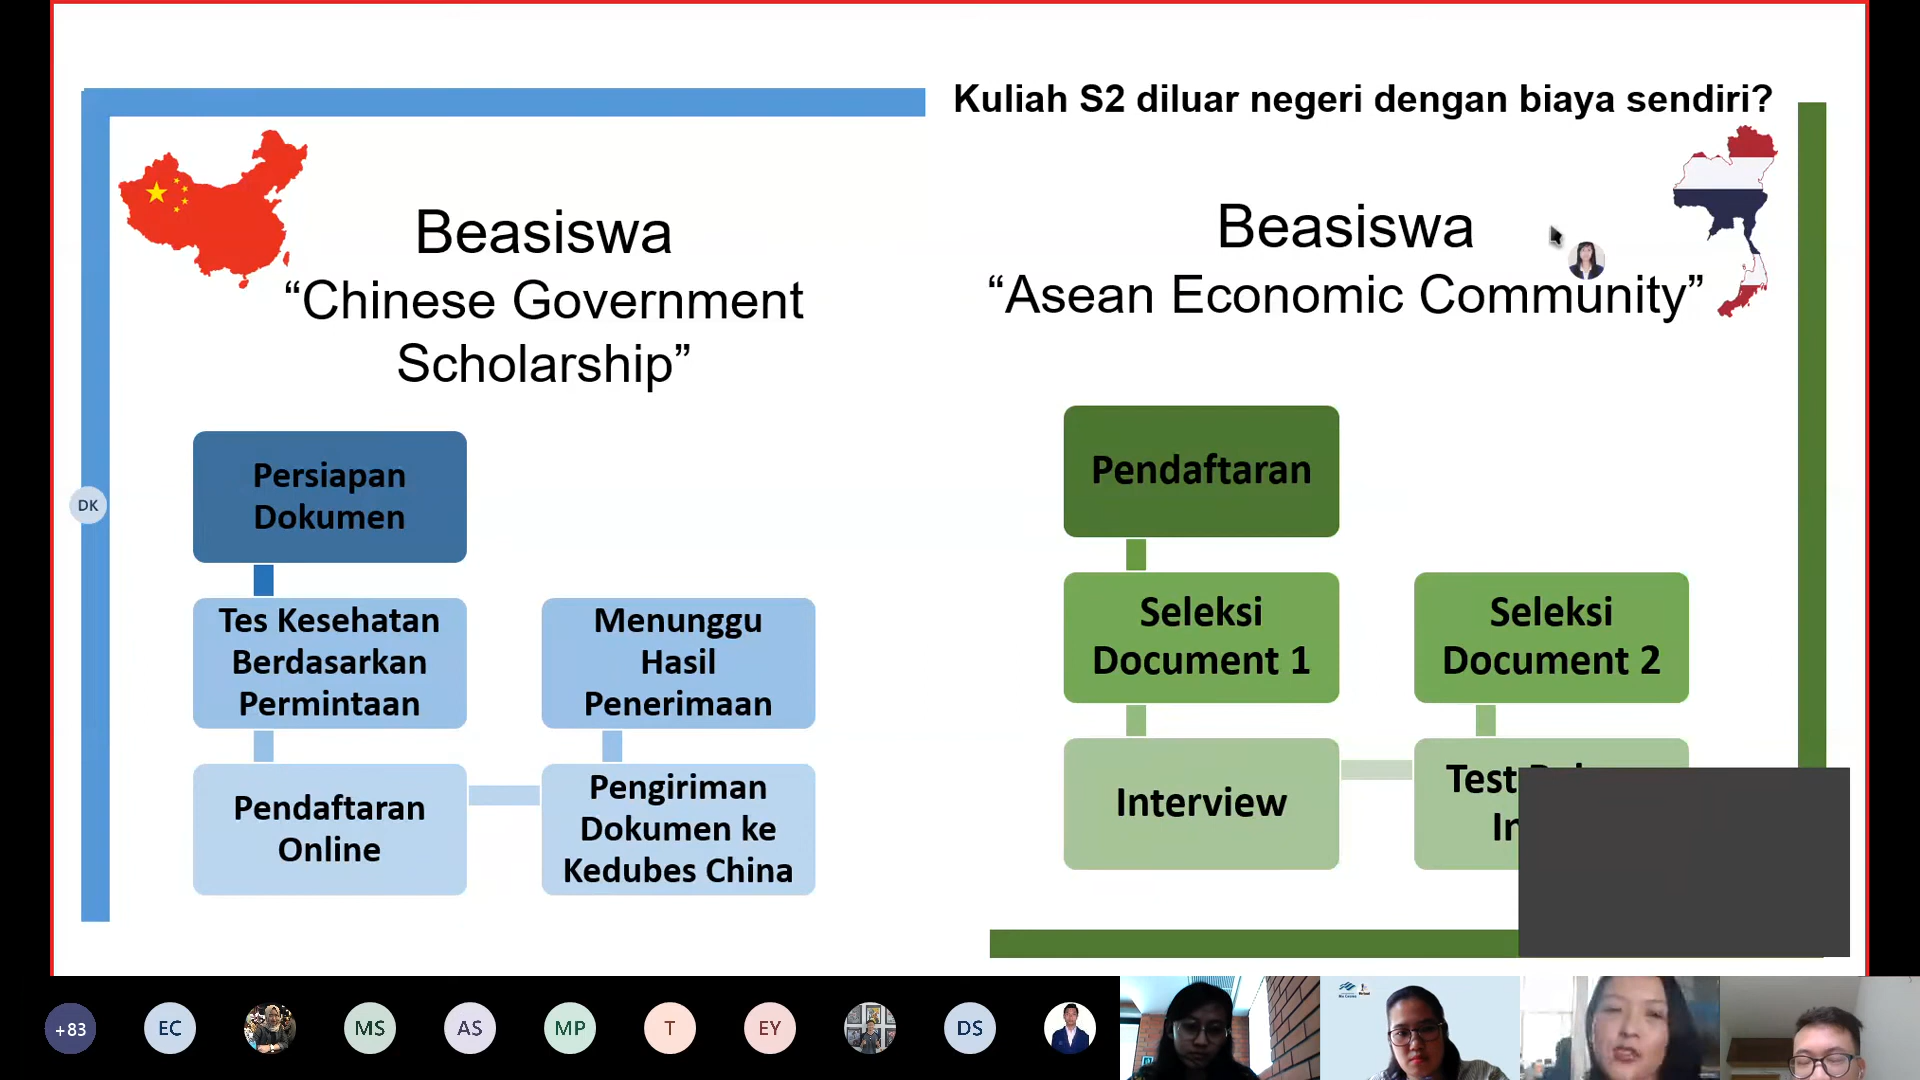 Kuliah S2 diluar negeri dengan biaya sendiri?
Beasiswa
“Chinese Government
Scholarship”
Persiapan
Dokumen
Tes Kesehatan
Berdasarkan
Permintaan
Pendaftaran
Online
Menunggu
Hasil
Penerimaan
Pengiriman
Dokumen ke
Kedubes China
Beasiswa
“Asean Economic Community”
Pendaftaran
Seleksi
Document 1
Interview
Seleksi
Document 2
Test
DK
+83
EC
MS
AS
MP
T
EY
DS